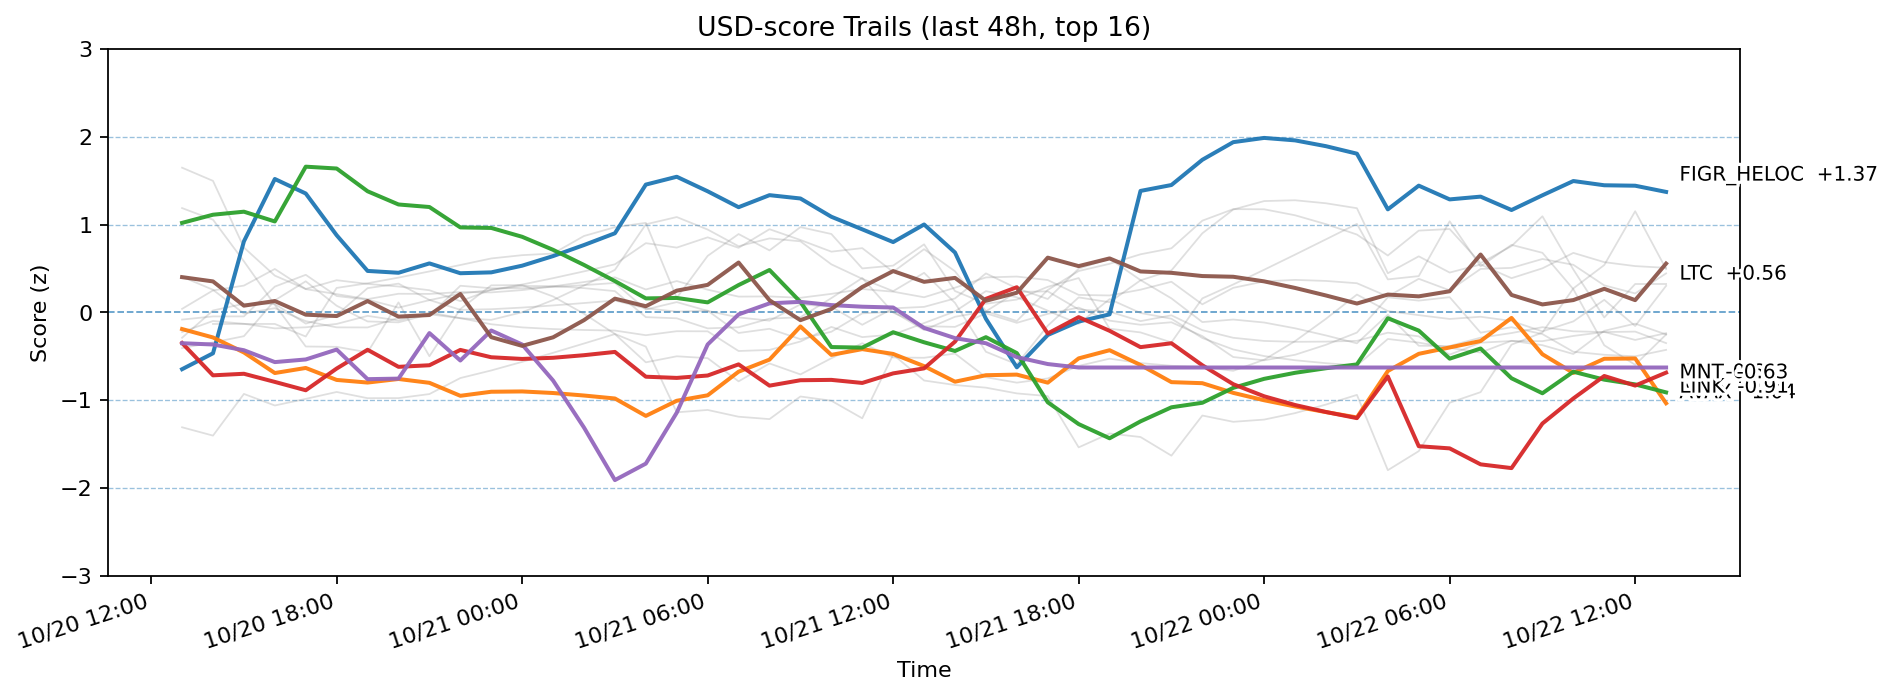 USD-score Trails (last 48h, top 16)
Score (z)
3
2
1
0
−1
−2
−3
FIGR_HELOC +1.37
LTC +0.56
MNT -0.63
LINK -0.91
10/20 12:00
10/20 18:00
10/21 00:00
10/21 06:00
10/21 12:00
10/21 18:00
10/22 00:00
10/22 06:00
10/22 12:00
Time